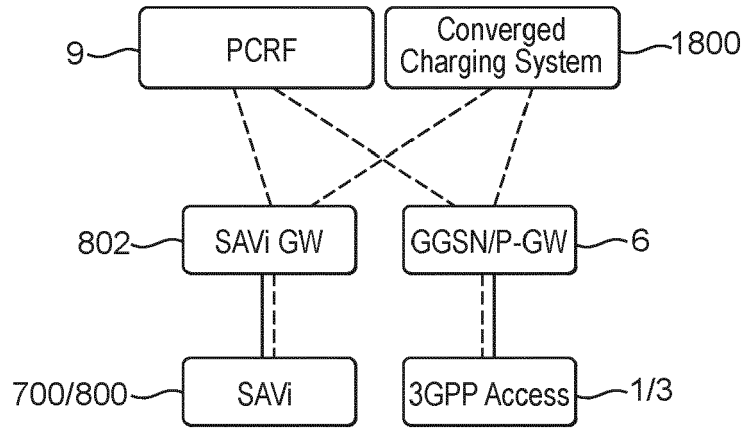 9
PCRF
Converged
Charging System
1800
802
SAVi GW
GGSN/P-GW
6
700/800
SAVi
3GPP Access
1/3